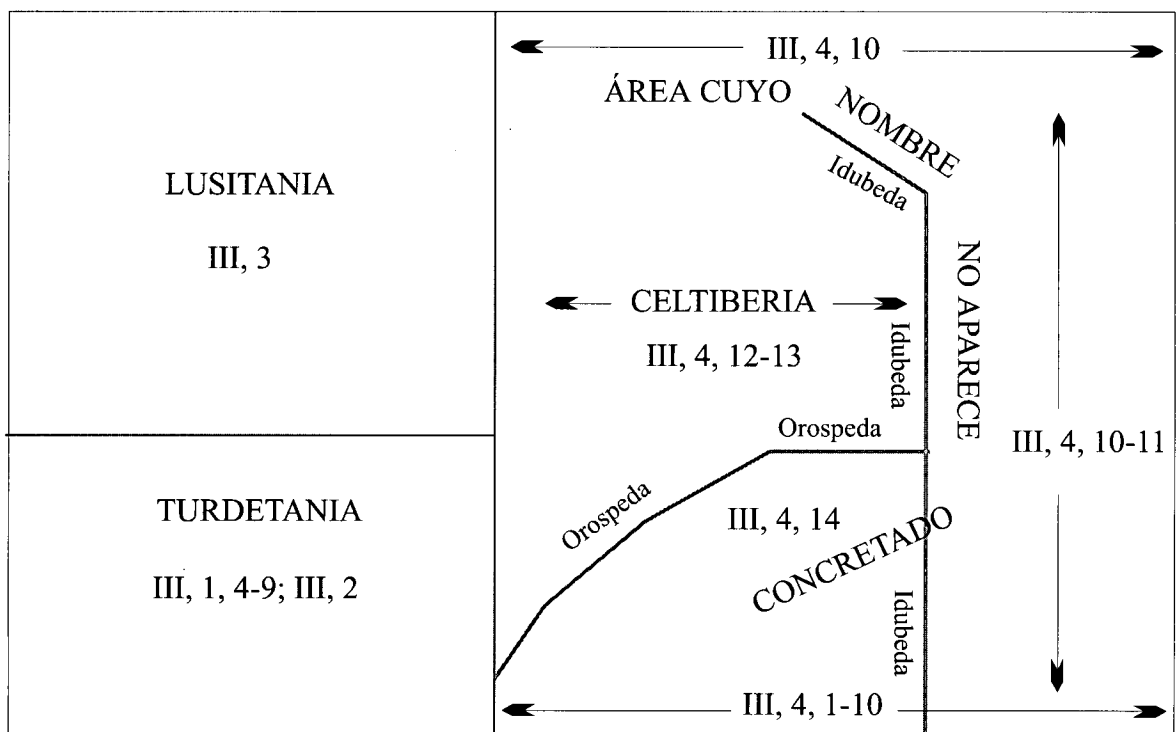 III, 4, 10
ÁREA CUYO
NOMBRE
Idubeda
LUSITANIA
III, 3
NO APARECE
CELTIBERIA
III, 4, 12-13
Idubeda
Orospeda
III, 4, 10-11
TURDETANIA
III, 1, 4-9; III, 2
Orospeda
III, 4, 14
CONCRETADO
Idubeda
III, 4, 1-10